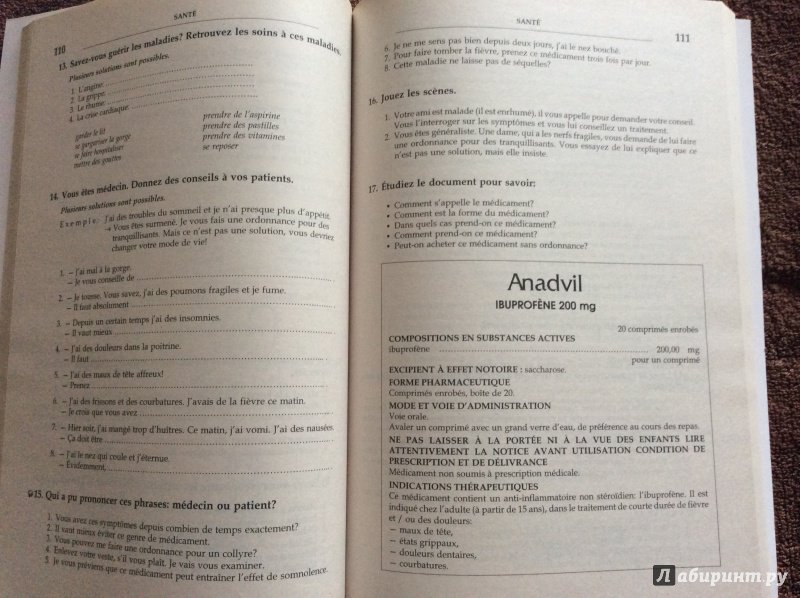 SANTÉ
110
13. Savez-vous guérir les maladies? Retrouvez les soins à ces maladies.
Plusieurs solutions sont possibles.
1. L'angine:
2. La grippe:
3. Le rhume:
4. La crise cardiaque:
garder le lit
se gargariser la gorge
se faire hospitaliser
mettre des gouttes
prendre de l'aspirine
prendre des pastilles
prendre des vitamines
se reposer
14. Vous êtes médecin. Donnez des conseils à vos patients.
Plusieurs solutions sont possibles.
Exemple: J'ai des troubles du sommeil et je n'ai presque plus d'appétit.
→ Vous êtes surmené. Je vous fais une ordonnance pour des
tranquillisants. Mais ce n'est pas une solution, vous devriez
changer votre mode de vie!
1. – J'ai mal à la gorge.
– Je vous conseille de
2. – Je tousse. Vous savez, j'ai des poumons fragiles et je fume.
– Il faut absolument
3. – Depuis un certain temps j'ai des insomnies.
– Il vaut mieux
4. – J'ai des douleurs dans la poitrine.
– Il faut
5. – J'ai des maux de tête affreux!
– Prenez
6. – J'ai des frissons et des courbatures. J'avais de la fièvre ce matin.
– Je crois que vous avez
7. – Hier soir, j'ai mangé trop d'huîtres. Ce matin, j'ai vomi. J'ai des nausées.
– Ça doit être
8. – J'ai le nez qui coule et j'éternue.
– Évidemment,
15. Qui a pu prononcer ces phrases: médecin ou patient?
1. Vous avez ces symptômes depuis combien de temps exactement?
2. Il vaut mieux éviter ce genre de médicament.
3. Vous pouvez me faire une ordonnance pour un collyre?
4. Enlevez votre veste, s'il vous plaît. Je vais vous examiner.
5. Je vous préviens que ce médicament peut entraîner l'effet de somnolence.
SANTÉ
111
6. Je ne me sens pas bien depuis deux jours, j'ai le nez bouché.
7. Pour faire tomber la fièvre, prenez ce médicament trois fois par jour.
8. Cette maladie ne laisse pas de séquelles?
16. Jouez les scènes.
1. Votre ami est malade (il est enrhumé), il vous appelle pour demander votre conseil.
Vous l'interroger sur les symptômes et vous lui conseillez un traitement.
2. Vous êtes généraliste. Une dame, qui a les nerfs fragiles, vous demande de lui faire
une ordonnance pour des tranquillisants. Vous essayez de lui expliquer que ce
n'est pas une solution, mais elle insiste.
17. Étudiez le document pour savoir:
• Comment s'appelle le médicament?
• Comment est la forme du médicament?
• Dans quels cas prend-on ce médicament?
• Comment prend-on ce médicament?
• Peut-on acheter ce médicament sans ordonnance?
Anadvil
IBUPROFÈNE 200 mg
20 comprimés enrobés
COMPOSITIONS EN SUBSTANCES ACTIVES
ibuprofène 200,00 mg
pour un comprimé
EXCIPIENT À EFFET NOTOIRE : saccharose.
FORME PHARMACEUTIQUE
Comprimés enrobés, boîte de 20.
MODE ET VOIE D'ADMINISTRATION
Voie orale.
Avaler un comprimé avec un grand verre d'eau, de préférence au cours des repas.
NE PAS LAISSER À LA PORTÉE NI À LA VUE DES ENFANTS LIRE
ATTENTIVEMENT LA NOTICE AVANT UTILISATION CONDITION DE
PRESCRIPTION ET DE DÉLIVRANCE
Médicament non soumis à prescription médicale.
INDICATIONS THÉRAPEUTIQUES
Ce médicament contient un anti-inflammatoire non stéroïdien: l'ibuprofène. Il est
indiqué chez l'adulte (à partir de 15 ans), dans le traitement de courte durée de fièvre
et / ou des douleurs:
– maux de tête,
– états grippaux,
– douleurs dentaires,
– courbatures.
Лабиринт.ру